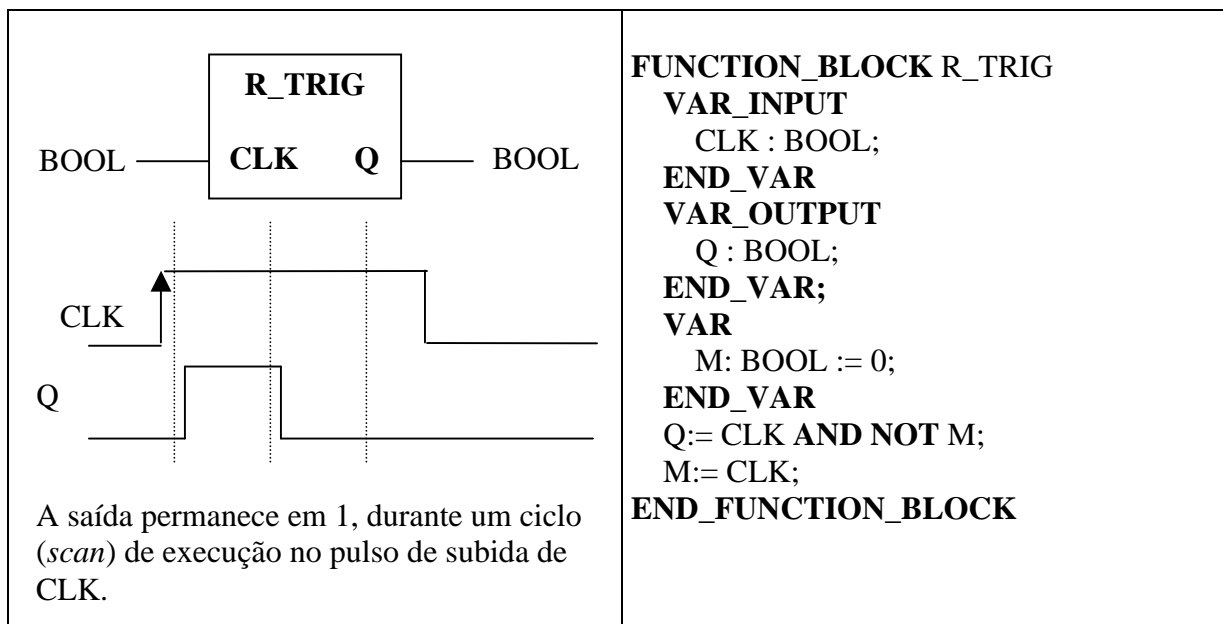 R_TRIG
BOOL CLK Q BOOL
CLK
Q
A saída permanece em 1, durante um ciclo
(scan) de execução no pulso de subida de
CLK.
FUNCTION_BLOCK R_TRIG
VAR_INPUT
CLK : BOOL;
END_VAR
VAR_OUTPUT
Q : BOOL;
END_VAR;
VAR
M: BOOL := 0;
END_VAR
Q:= CLK AND NOT M;
M:= CLK;
END_FUNCTION_BLOCK